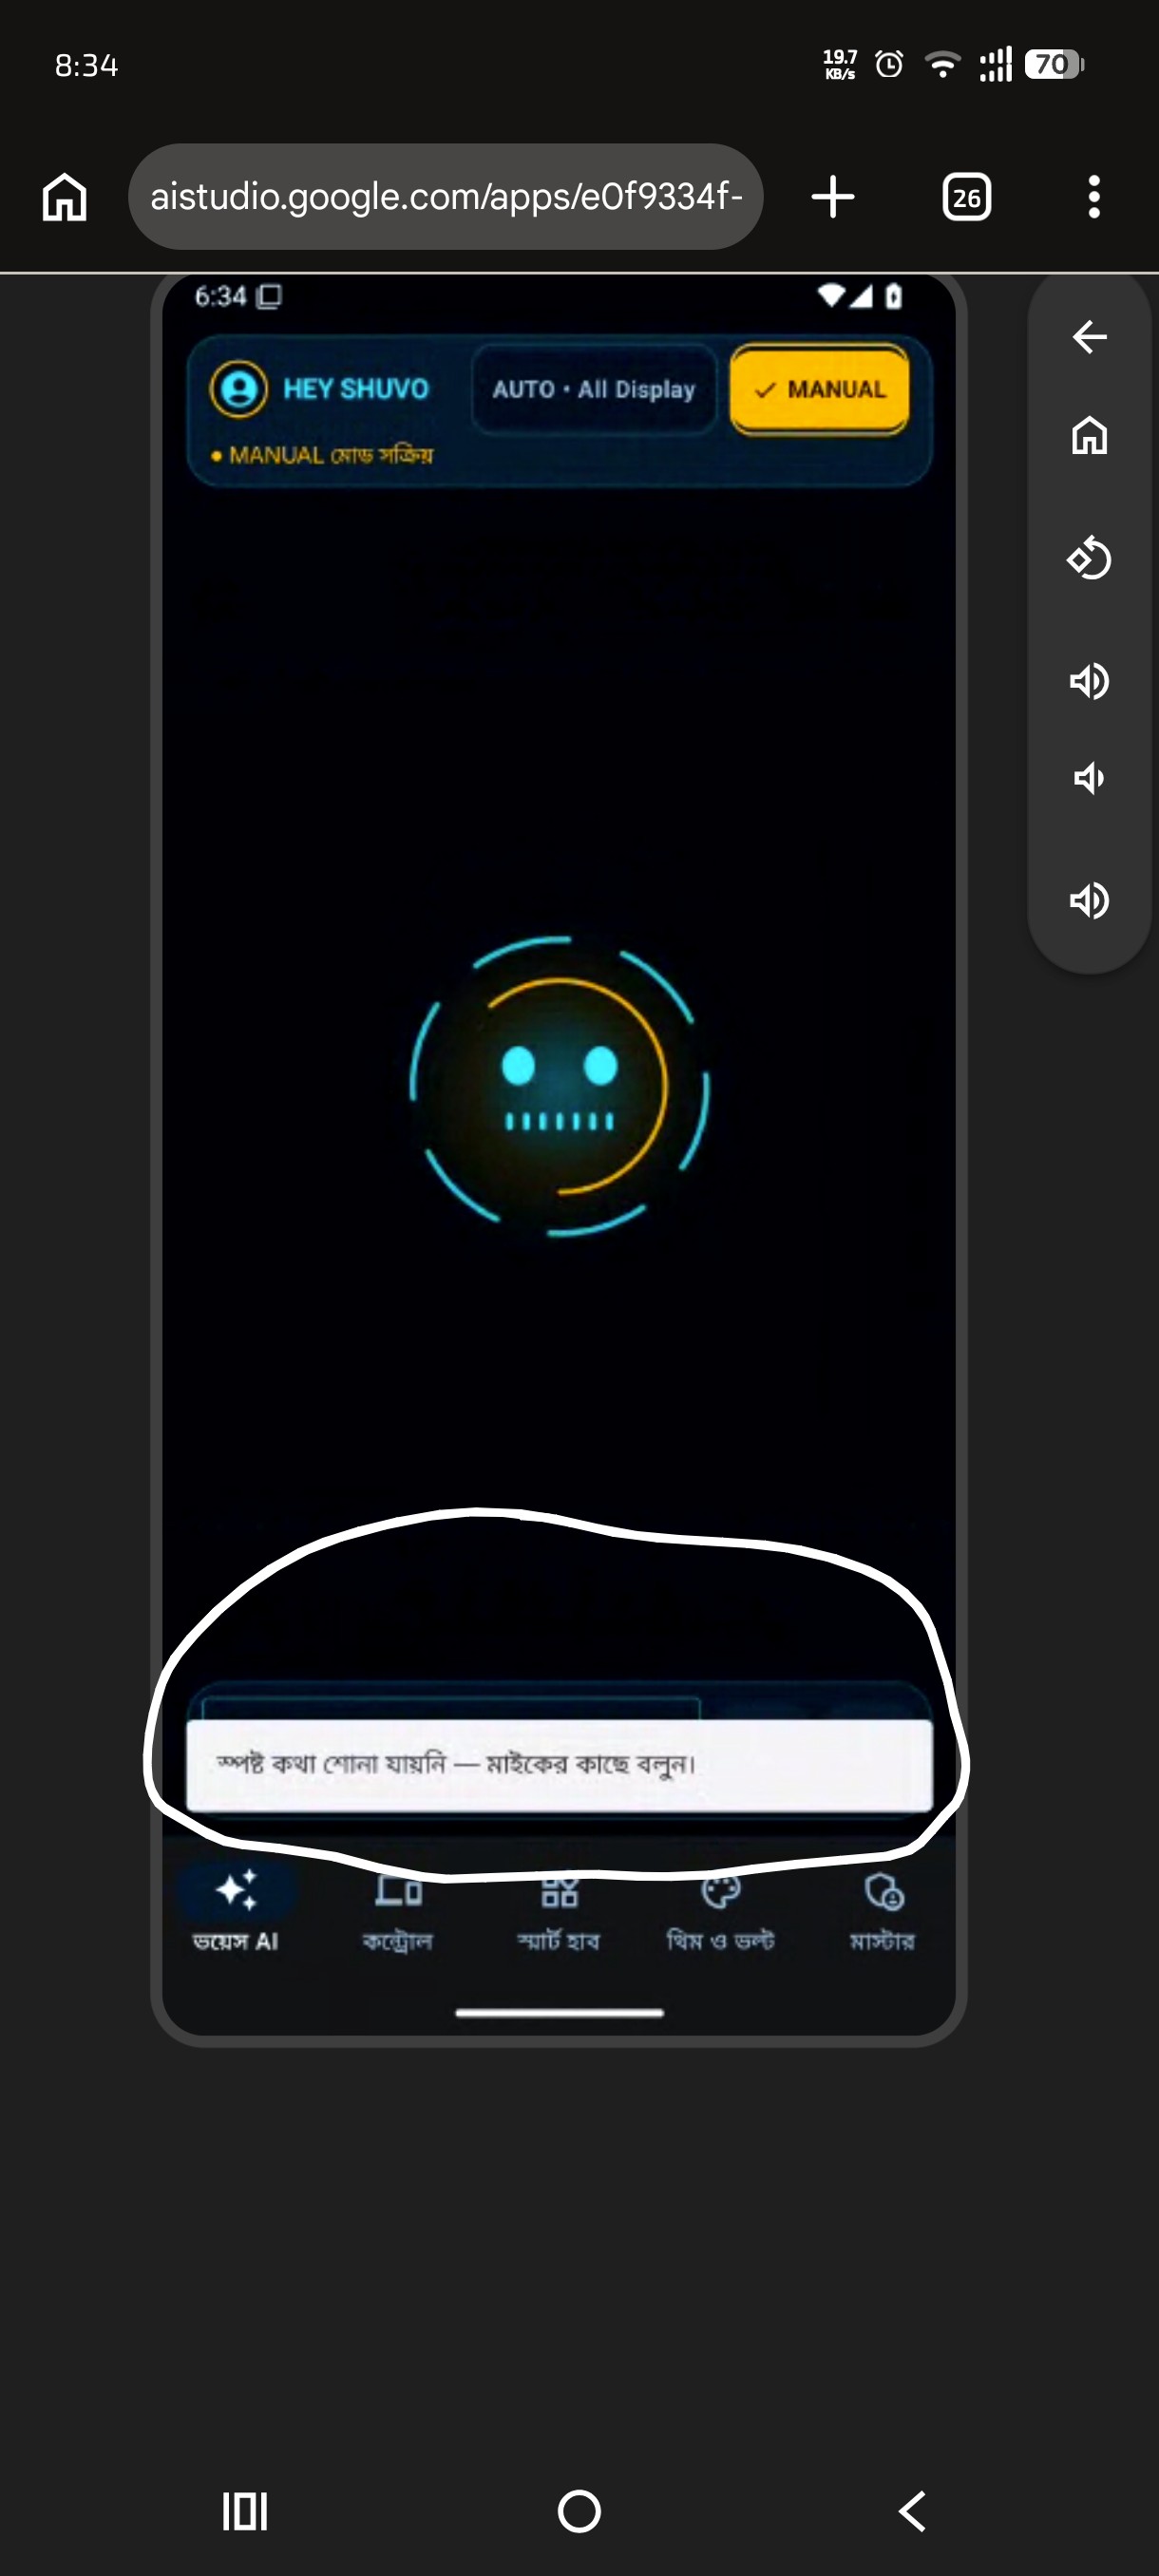 8:34
19.7
KB/s
70
aistudio.google.com/apps/e0f9334f-
26
6:34
HEY SHUVO
AUTO • All Display
MANUAL
• MANUAL মোড সক্রিয়
স্পষ্ট কথা শোনা যায়নি — মাইকের কাছে বলুন।
ভয়েস AI
কন্ট্রোল
স্মার্ট হাব
থিম ও ভল্ট
মাস্টার